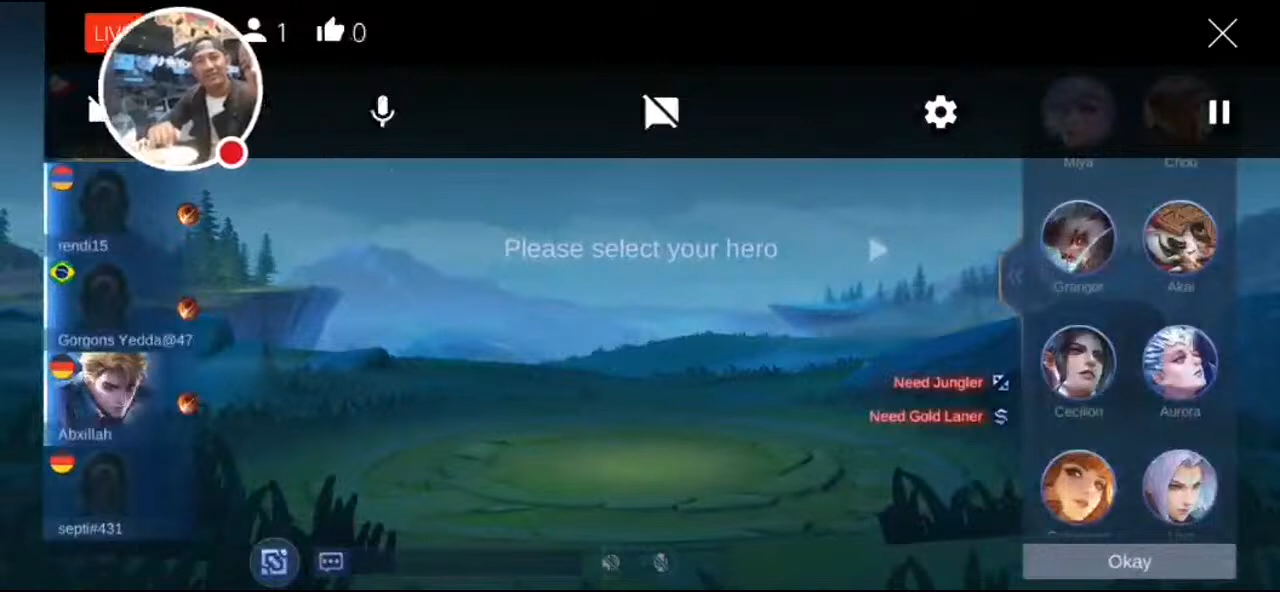 LIV
1
0
Miya
Chou
rendi15
Please select your hero
Granger
Akai
Gorgons Yedda@47
Need Jungler
Need Gold Laner
Cecilion
Aurora
Abxillah
septi#431
Okay